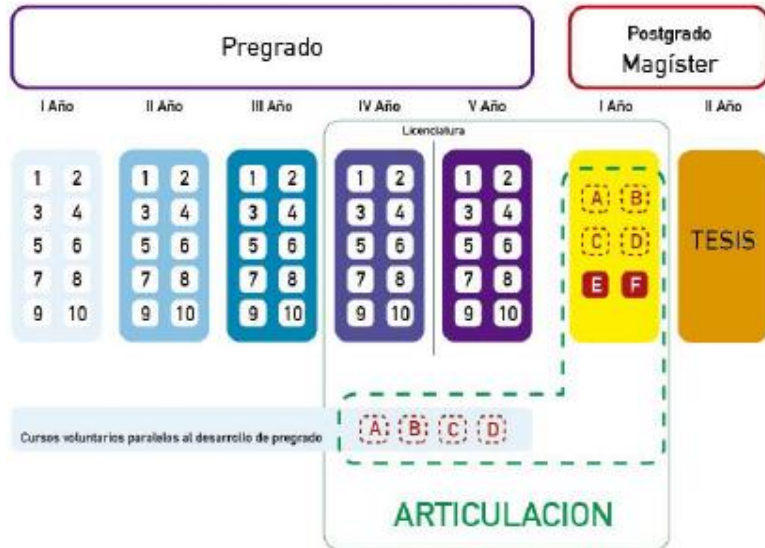 Pregrado
Postgrado
Magíster
I Año II Año III Año IV Año V Año I Año II Año
Licenciatura
1 2 1 2 1 2 1 2 1 2 A B
3 4 3 4 3 4 3 4 3 4 C D
5 6 5 6 5 6 5 6 5 6 TESIS
7 8 7 8 7 8 7 8 7 8 E F
9 10 9 10 9 10 9 10 9 10
Cursos voluntarios paralelos al desarrollo de pregrado A B C D
ARTICULACION